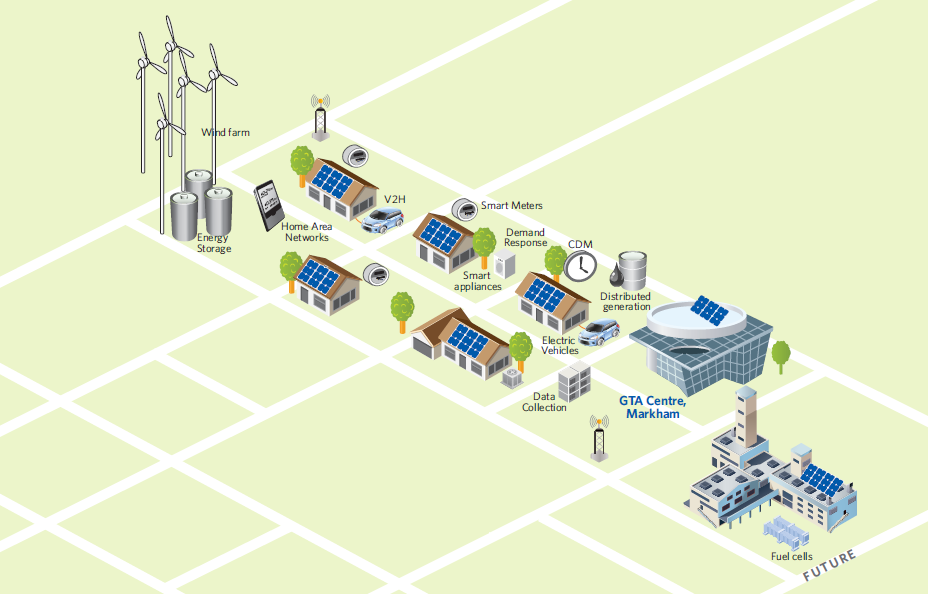 Wind farm
V2H
Smart Meters
Home Area
Networks
Energy
Storage
Demand
Response
CDM
Smart
appliances
Distributed
generation
Electric
Vehicles
Data
Collection
GTA Centre,
Markham
Fuel cells
FUTURE